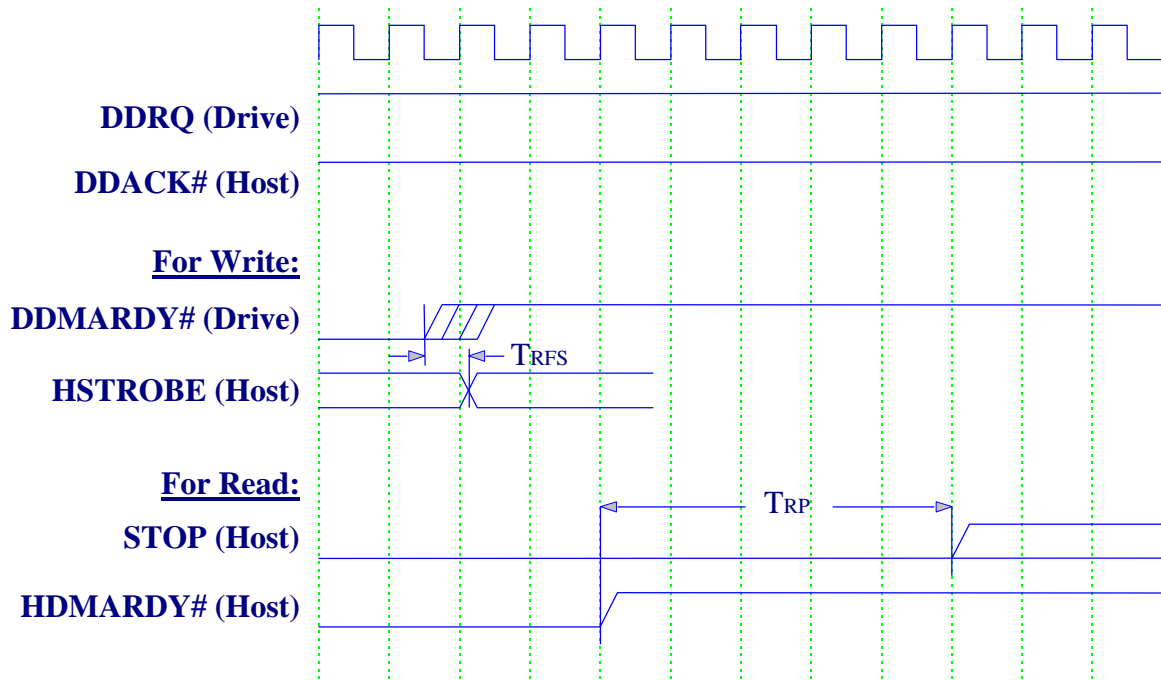 DDRQ (Drive)
DDACK# (Host)
For Write:
DDMARDY# (Drive)
TRFS
HSTROBE (Host)
For Read:
TRP
STOP (Host)
HDMARDY# (Host)